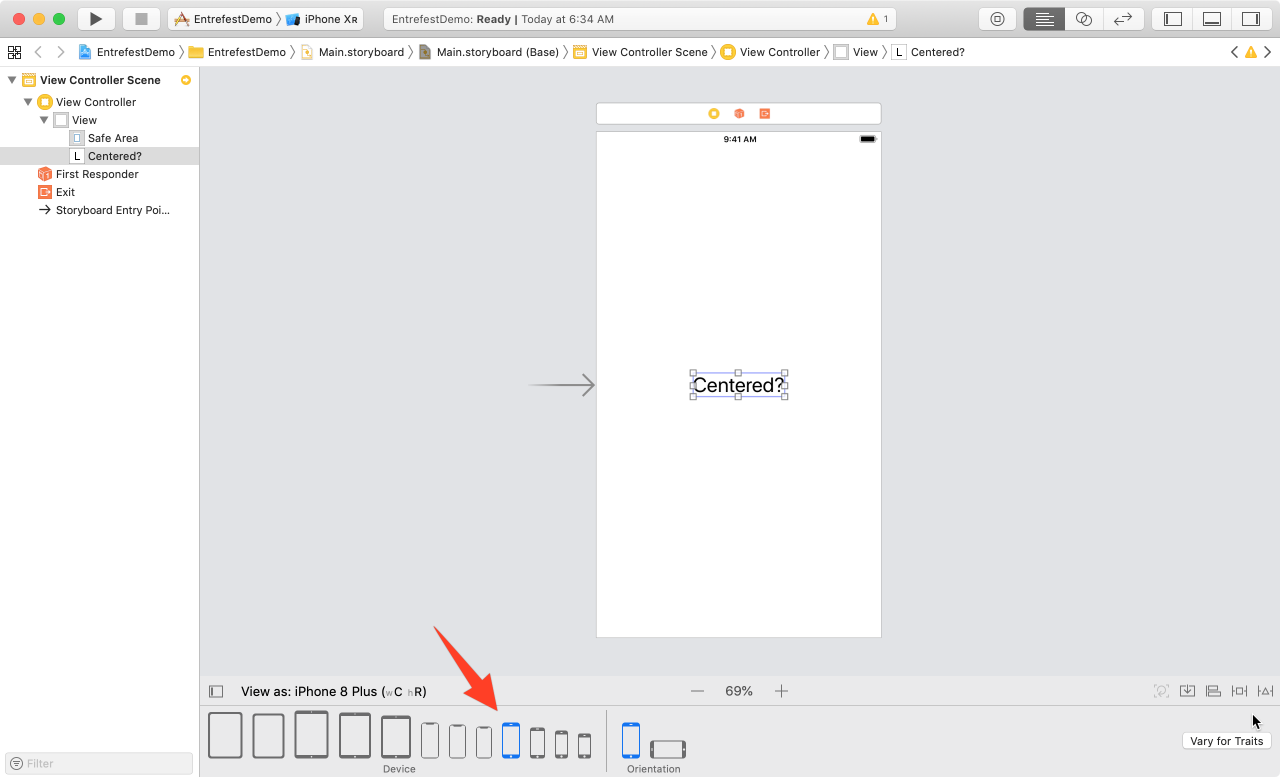 EntrefestDemo iPhone XR
EntrefestDemo: Ready | Today at 6:34 AM
1
EntrefestDemo EntrefestDemo Main.storyboard Main.storyboard (Base) View Controller Scene View Controller View L Centered?
View Controller Scene
View Controller
View
Safe Area
L Centered?
First Responder
Exit
Storyboard Entry Poi...
9:41 AM
Centered?
View as: iPhone 8 Plus (wC hR)
69%
Vary for Traits
Filter
Device
Orientation